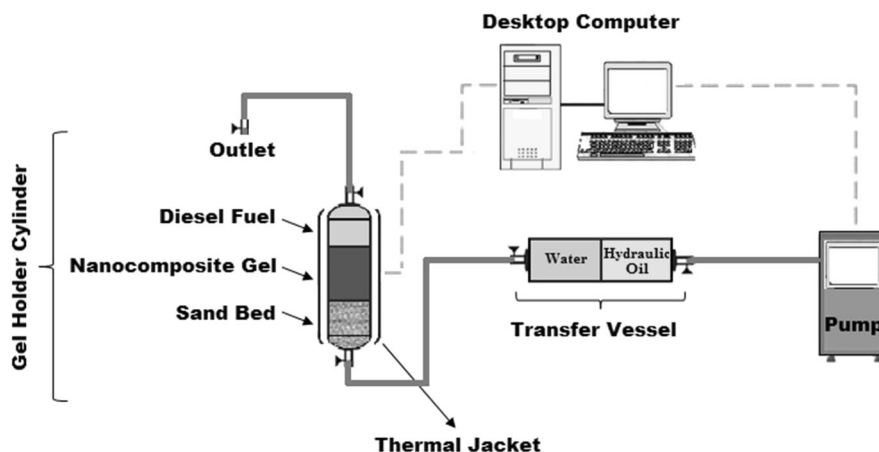 Desktop Computer
Outlet
Gel Holder Cylinder
Diesel Fuel
Nanocomposite Gel
Sand Bed
Water
Hydraulic
Oil
Transfer Vessel
Pump
Thermal Jacket